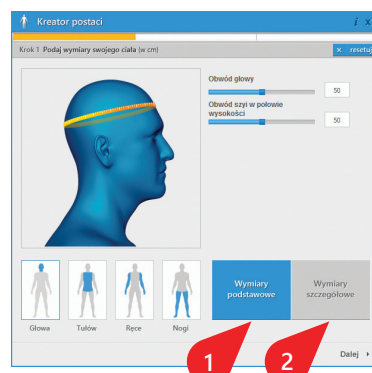 Kreator postaci
i x
Krok 1 Podaj wymiary swojego ciała (w cm)
x resetuj
Obwód głowy
50
Obwód szyi w połowie
wysokości
50
Głowa
Tułów
Ręce
Nogi
Wymiary
podstawowe
Wymiary
szczegółowe
1
2
Dalej